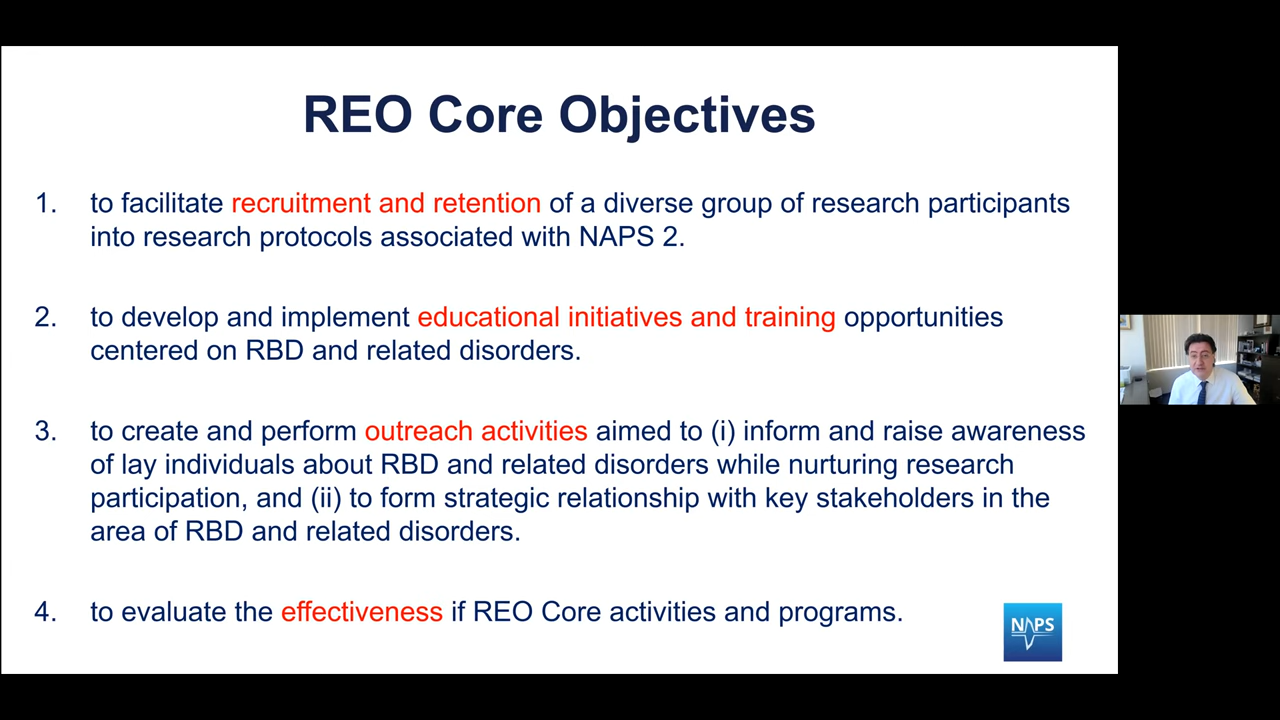 REO Core Objectives
1. to facilitate recruitment and retention of a diverse group of research participants
into research protocols associated with NAPS 2.
2. to develop and implement educational initiatives and training opportunities
centered on RBD and related disorders.
3. to create and perform outreach activities aimed to (i) inform and raise awareness
of lay individuals about RBD and related disorders while nurturing research
participation, and (ii) to form strategic relationship with key stakeholders in the
area of RBD and related disorders.
4. to evaluate the effectiveness if REO Core activities and programs.
NAPS